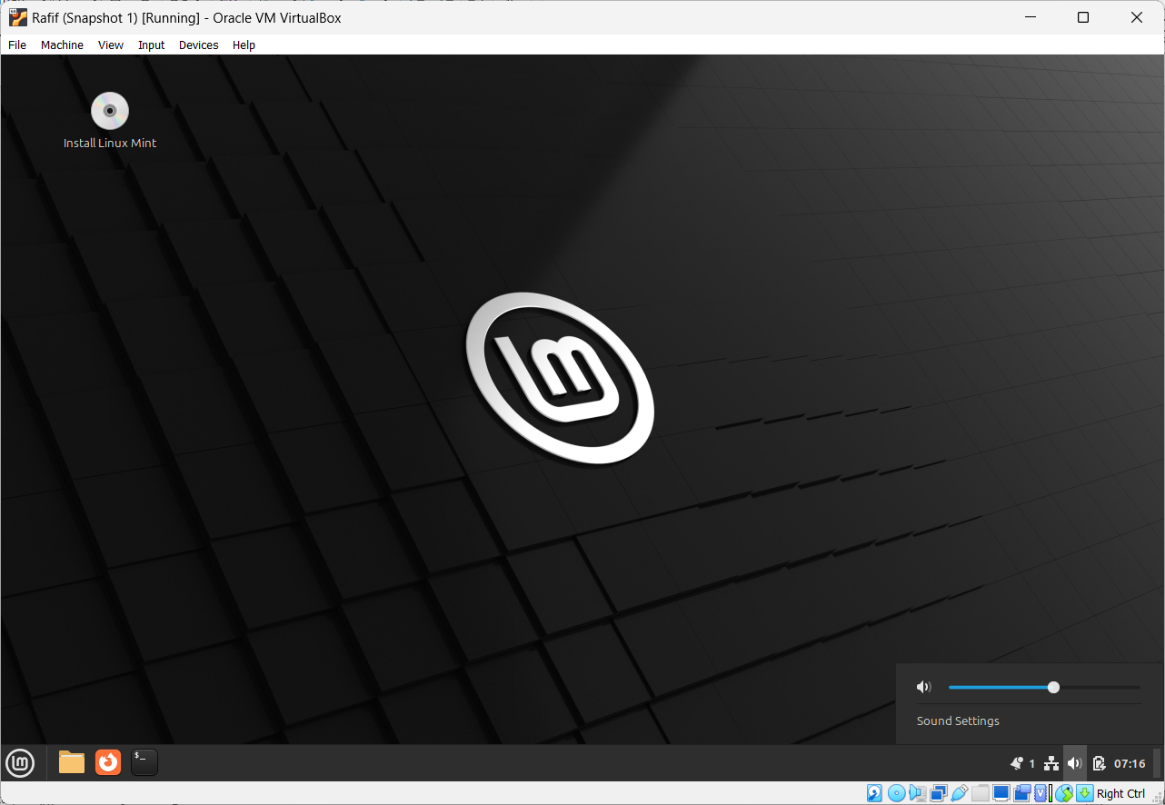 Rafif (Snapshot 1) [Running] - Oracle VM VirtualBox
File Machine View Input Devices Help
Install Linux Mint
lm
Sound Settings
$_
1 07:16
Right Ctrl